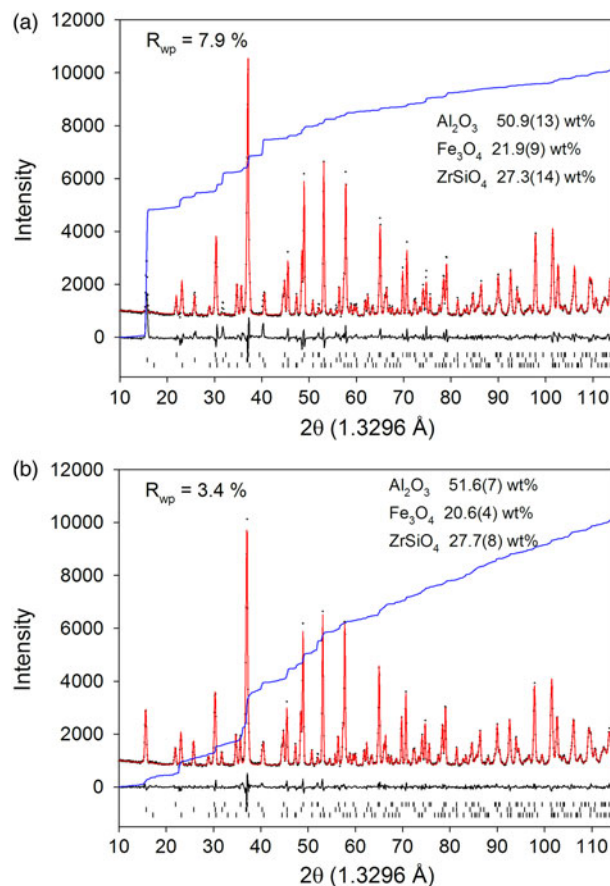 (a)
R_wp = 7.9 %
12000
10000
8000
6000
4000
2000
0
Intensity
Al₂O₃ 50.9(13) wt%
Fe₃O₄ 21.9(9) wt%
ZrSiO₄ 27.3(14) wt%
10 20 30 40 50 60 70 80 90 100 110
2θ (1.3296 Å)
(b)
R_wp = 3.4 %
12000
10000
8000
6000
4000
2000
0
Intensity
Al₂O₃ 51.6(7) wt%
Fe₃O₄ 20.6(4) wt%
ZrSiO₄ 27.7(8) wt%
10 20 30 40 50 60 70 80 90 100 110
2θ (1.3296 Å)